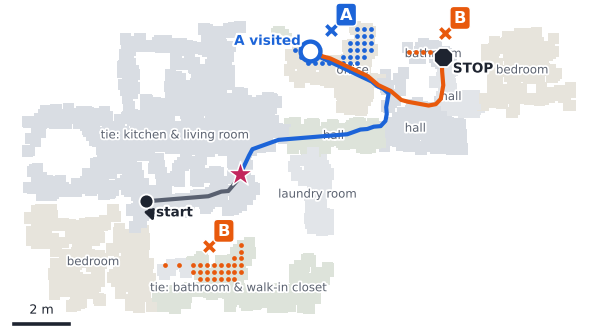 A
B
A visited
bathroom
office
STOP
bedroom
hall
hall
tie: kitchen & living room
hall
laundry room
start
B
bedroom
tie: bathroom & walk-in closet
2 m